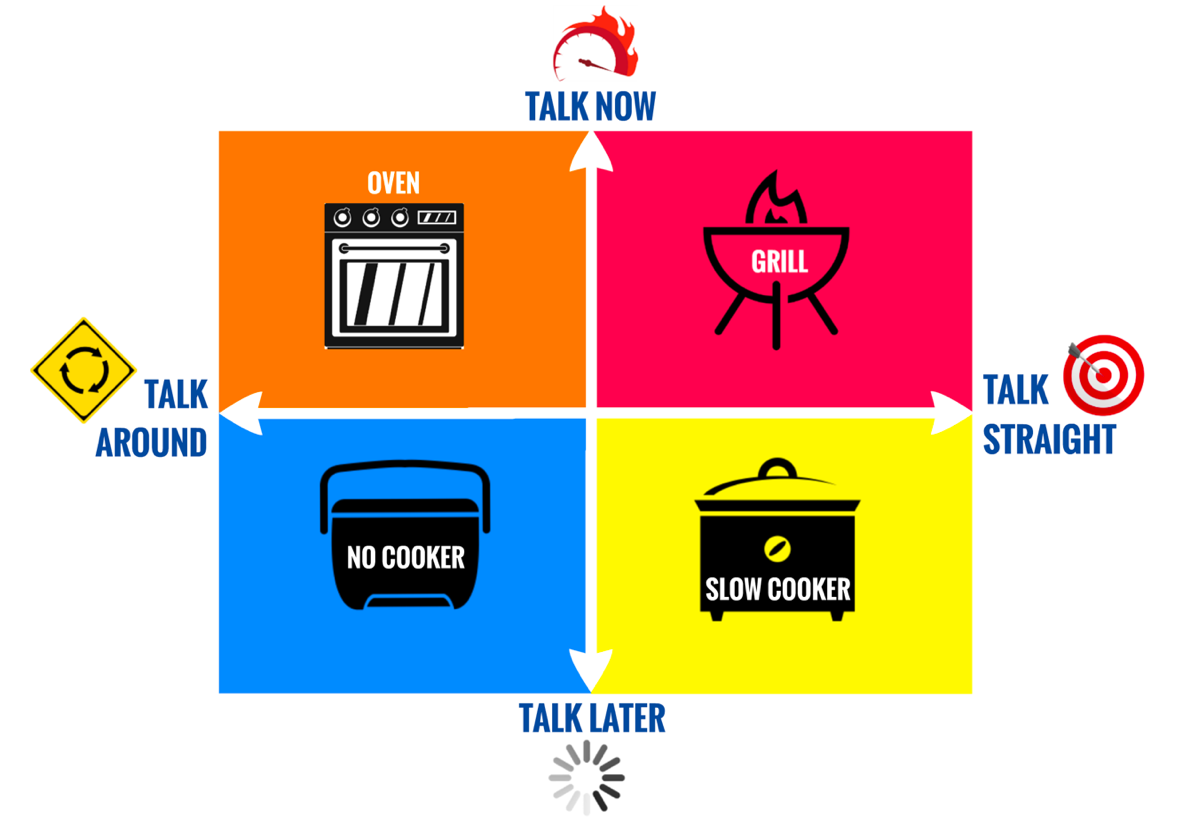 TALK NOW
OVEN
GRILL
TALK
AROUND
TALK
STRAIGHT
NO COOKER
SLOW COOKER
TALK LATER